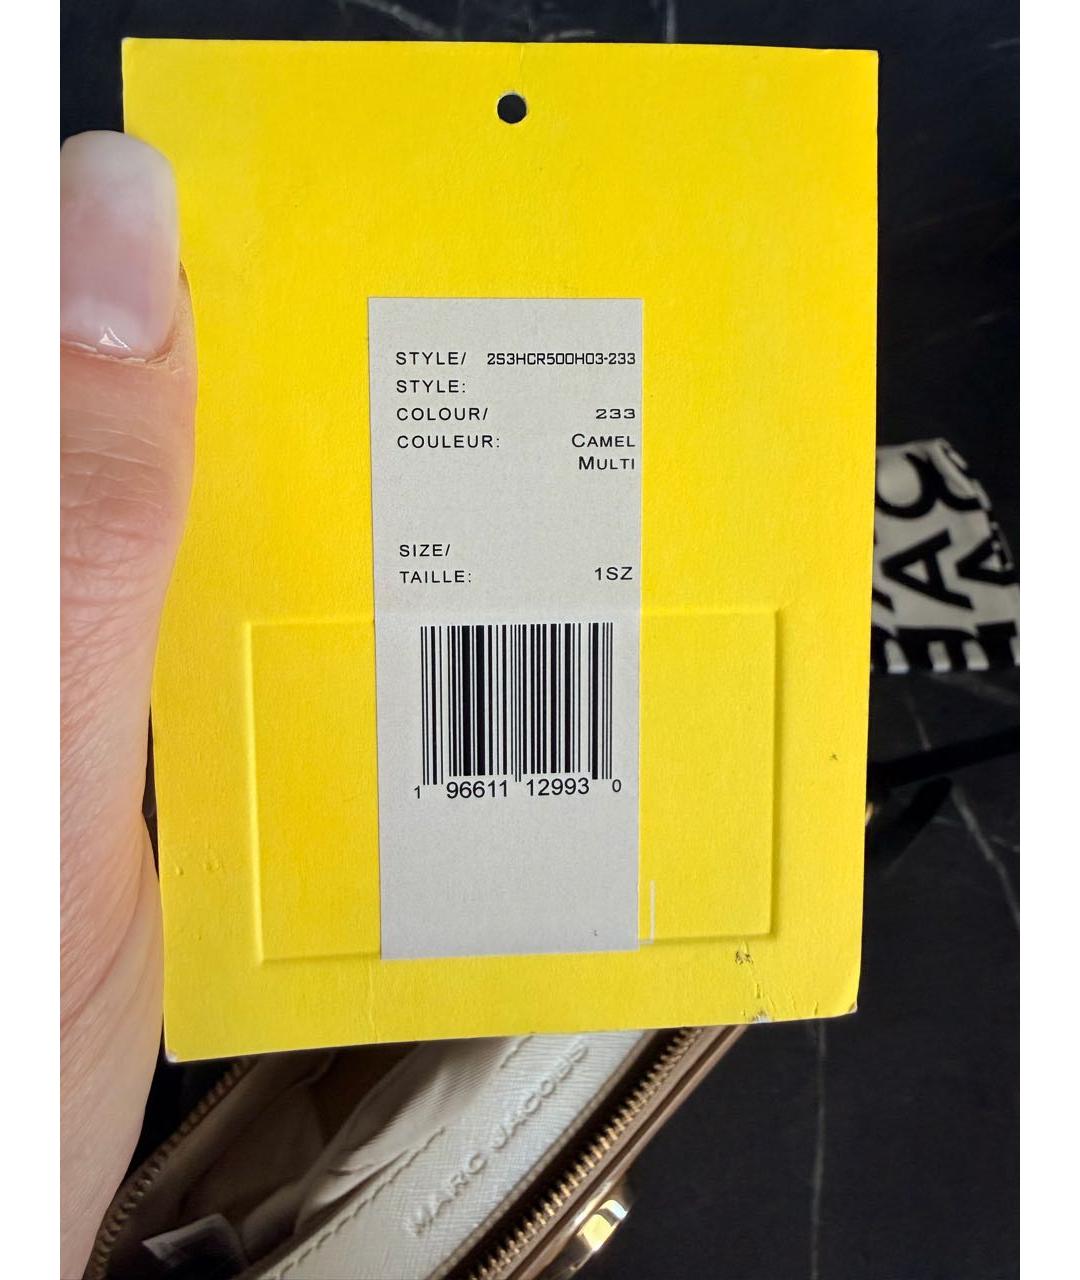 STYLE/ 2S3HCR500H03-233
STYLE:
COLOUR/ 233
COULEUR: CAMEL
MULTI
SIZE/
TAILLE: 1SZ
1 96611 12993 0
MARC JACOBS